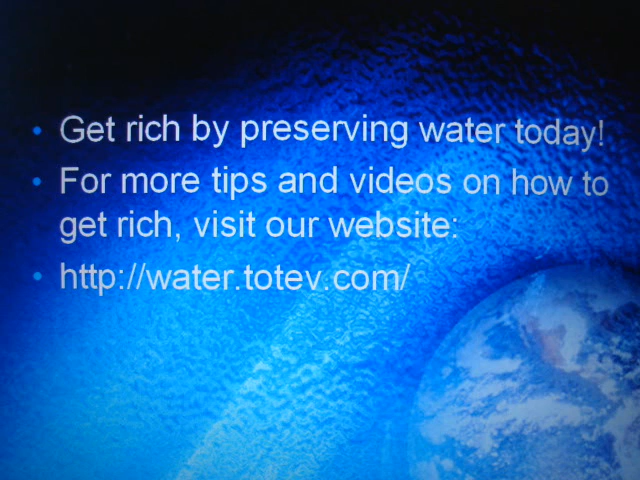 • Get rich by preserving water today!
• For more tips and videos on how to
get rich, visit our website:
• http://water.totev.com/